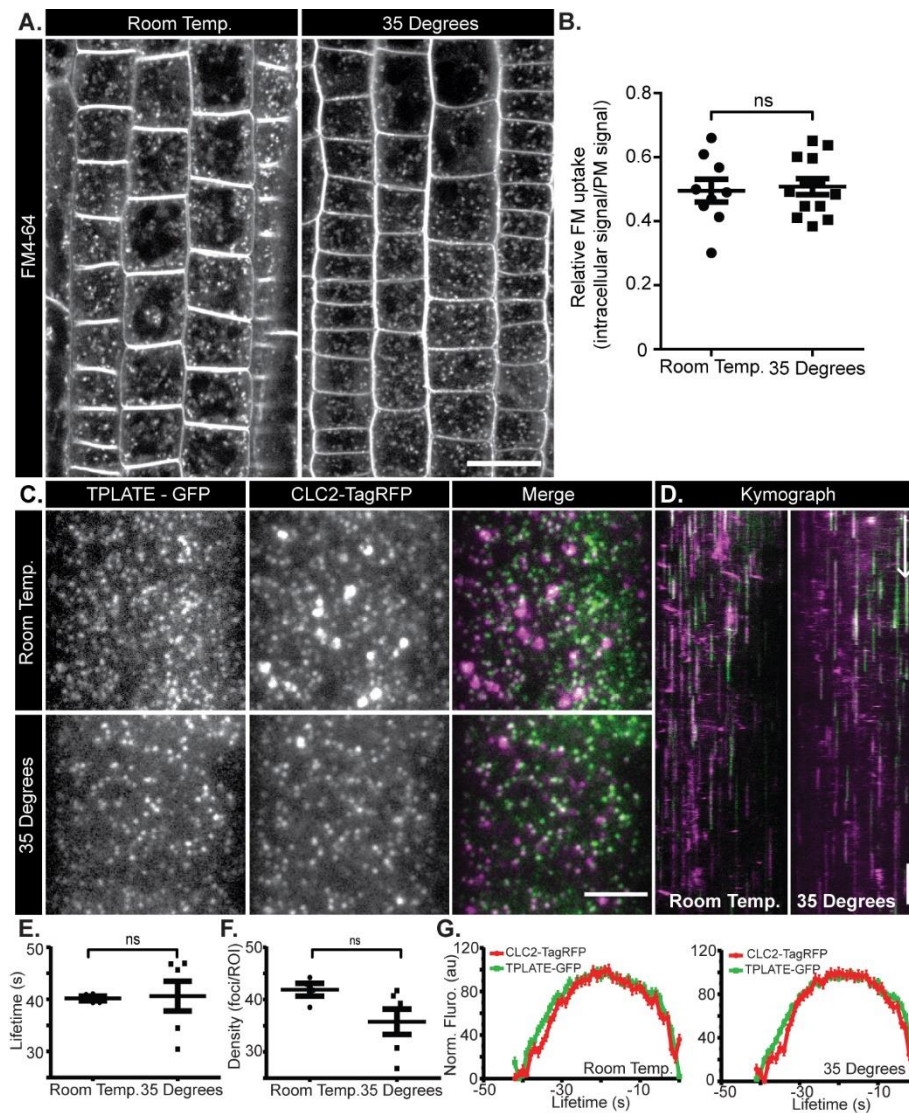 A.
Room Temp.
35 Degrees
FM4-64
B.
ns
0.8
0.6
0.4
0.2
0
Relative FM uptake
(intracellular signal/PM signal)
Room Temp.
35 Degrees
C.
TPLATE - GFP
CLC2-TagRFP
Merge
D.
Kymograph
Room Temp.
35 Degrees
Room Temp.
35 Degrees
E.
ns
50
40
30
Lifetime (s)
Room Temp.
35 Degrees
F.
ns
50
40
30
Density (foci/ROI)
Room Temp.
35 Degrees
G.
CLC2-TagRFP
TPLATE-GFP
120
80
40
0
Norm. Fluro. (au)
-50
-30
-10
Room Temp.
Lifetime (s)
CLC2-TagRFP
TPLATE-GFP
120
80
40
0
-50
-30
-10
35 Degrees
Lifetime (s)